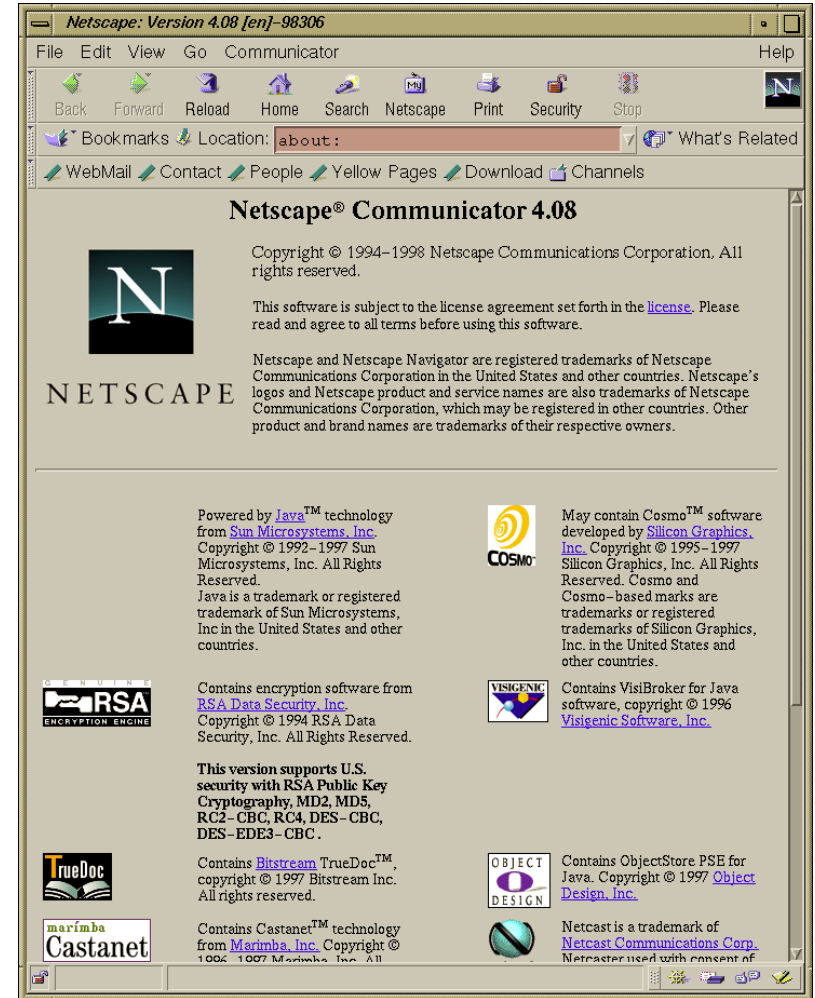 Netscape: Version 4.08 [en]–98306
File Edit View Go Communicator Help
Back Forward Reload Home Search Netscape Print Security Stop
My
N
Bookmarks Location: about: What's Related
WebMail Contact People Yellow Pages Download Channels
Netscape® Communicator 4.08
N
NETSCAPE
Copyright © 1994–1998 Netscape Communications Corporation, All
rights reserved.
This software is subject to the license agreement set forth in the license. Please
read and agree to all terms before using this software.
Netscape and Netscape Navigator are registered trademarks of Netscape
Communications Corporation in the United States and other countries. Netscape's
logos and Netscape product and service names are also trademarks of Netscape
Communications Corporation, which may be registered in other countries. Other
product and brand names are trademarks of their respective owners.
Powered by Java™ technology
from Sun Microsystems, Inc.
Copyright © 1992–1997 Sun
Microsystems, Inc. All Rights
Reserved.
Java is a trademark or registered
trademark of Sun Microsystems,
Inc in the United States and other
countries.
COSMO
May contain Cosmo™ software
developed by Silicon Graphics,
Inc. Copyright © 1995–1997
Silicon Graphics, Inc. All Rights
Reserved. Cosmo and
Cosmo–based marks are
trademarks or registered
trademarks of Silicon Graphics,
Inc. in the United States and
other countries.
GENUINE
RSA
ENCRYPTION ENGINE
Contains encryption software from
RSA Data Security, Inc.
Copyright © 1994 RSA Data
Security, Inc. All Rights Reserved.
This version supports U.S.
security with RSA Public Key
Cryptography, MD2, MD5,
RC2–CBC, RC4, DES–CBC,
DES–EDE3–CBC.
VISIGENIC
Contains VisiBroker for Java
software, copyright © 1996
Visigenic Software, Inc.
TrueDoc
Contains Bitstream TrueDoc™,
copyright © 1997 Bitstream Inc.
All rights reserved.
OBJECT
DESIGN
Contains ObjectStore PSE for
Java. Copyright © 1997 Object
Design, Inc.
marimba
Castanet
Contains Castanet™ technology
from Marimba, Inc. Copyright ©
1996–1997 Marimba, Inc. All
Netcast is a trademark of
Netcast Communications Corp.
Netcaster used with consent of